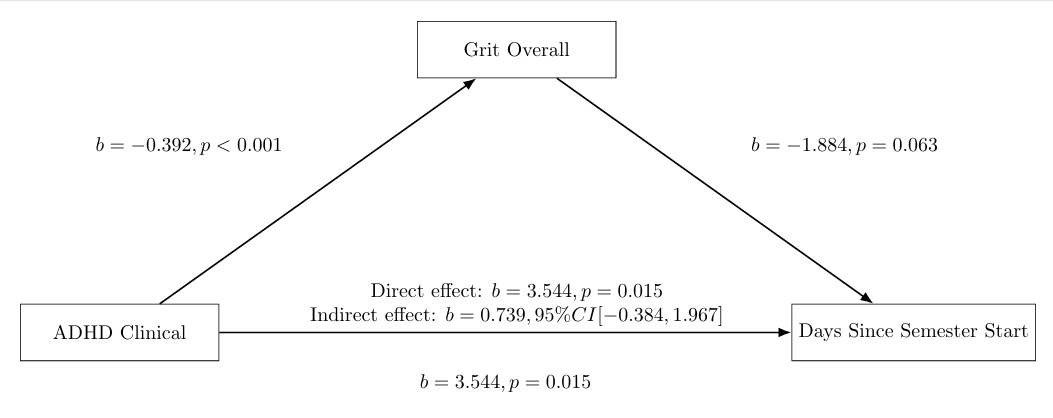 Grit Overall
b = −0.392, p < 0.001
b = −1.884, p = 0.063
Direct effect: b = 3.544, p = 0.015
Indirect effect: b = 0.739, 95%CI[−0.384, 1.967]
ADHD Clinical
Days Since Semester Start
b = 3.544, p = 0.015